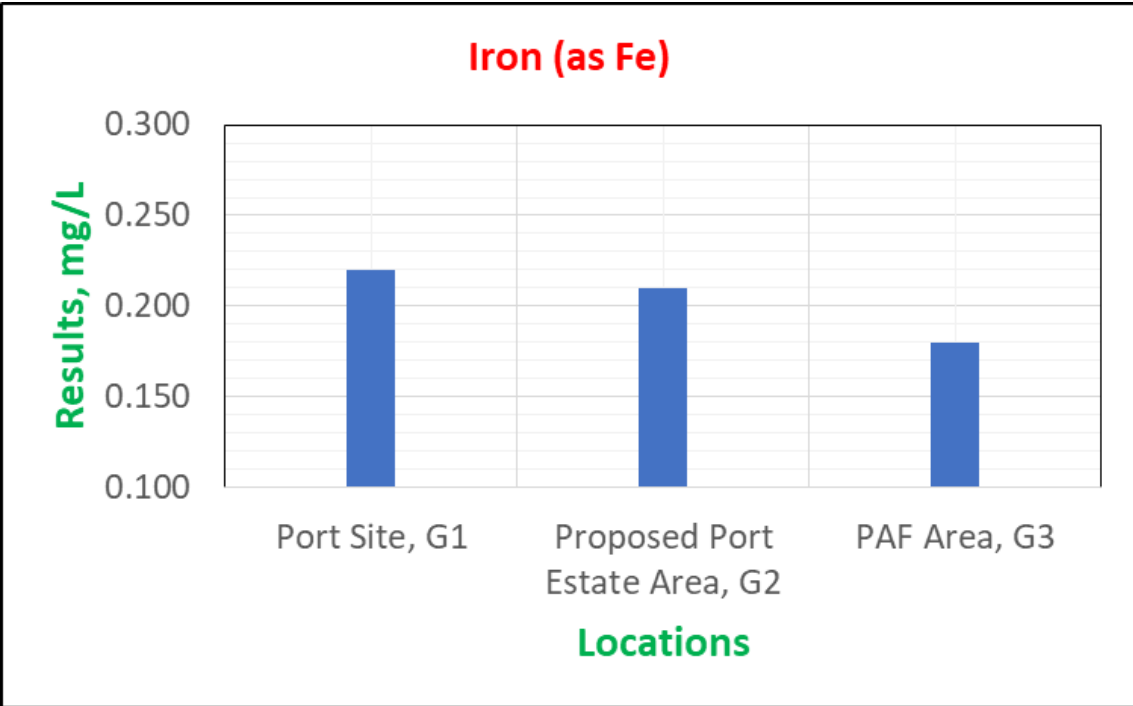 Iron (as Fe)
Results, mg/L
0.300
0.250
0.200
0.150
0.100
Port Site, G1
Proposed Port
Estate Area, G2
PAF Area, G3
Locations